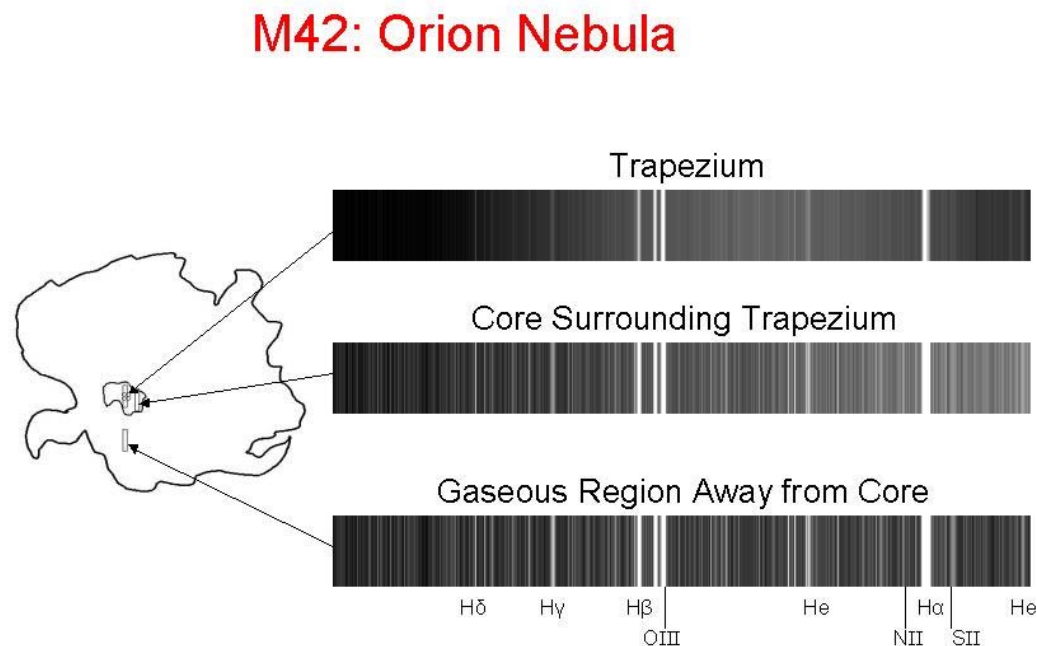 M42: Orion Nebula
Trapezium
Core Surrounding Trapezium
Gaseous Region Away from Core
Hδ Hγ Hβ He Hα He
OIII NII SII